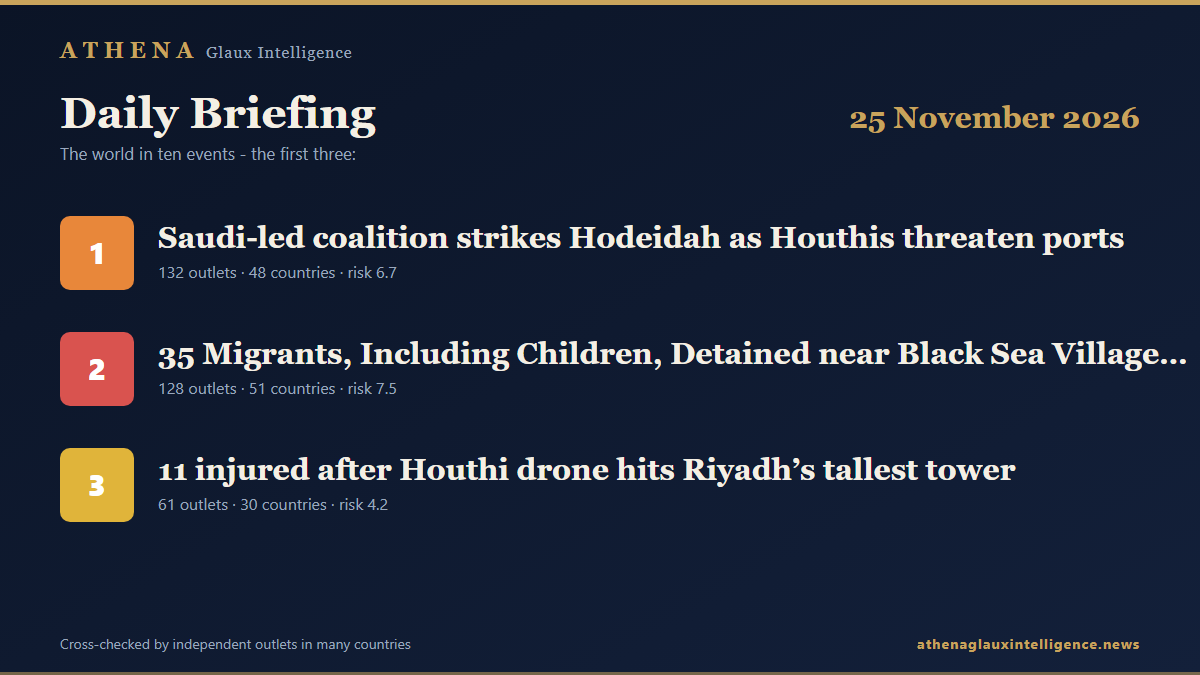 ATHENA Glaux Intelligence
Daily Briefing
25 November 2026
The world in ten events - the first three:
1
Saudi-led coalition strikes Hodeidah as Houthis threaten ports
132 outlets · 48 countries · risk 6.7
2
35 Migrants, Including Children, Detained near Black Sea Village...
128 outlets · 51 countries · risk 7.5
3
11 injured after Houthi drone hits Riyadh’s tallest tower
61 outlets · 30 countries · risk 4.2
Cross-checked by independent outlets in many countries
athenaglauxintelligence.news